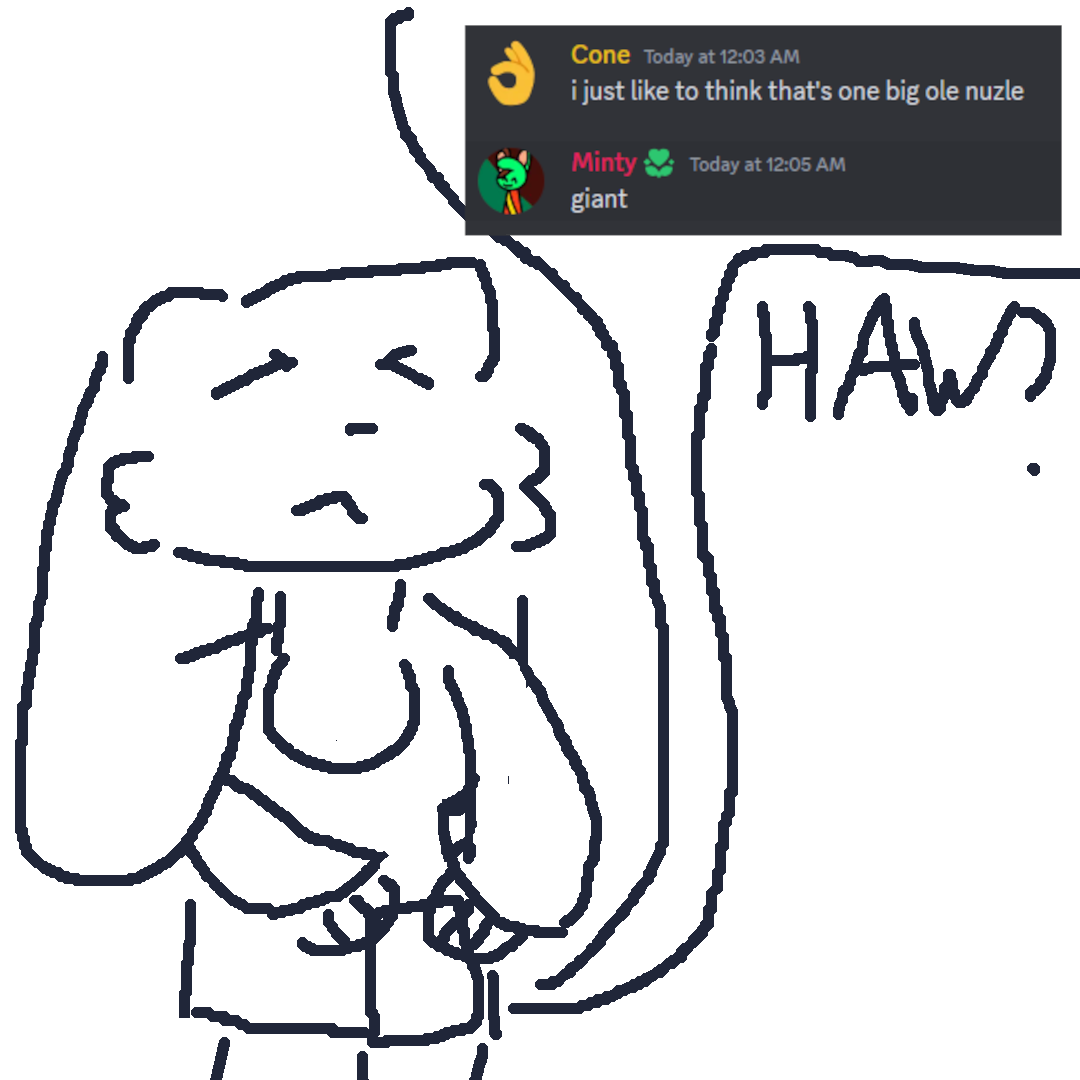 Cone Today at 12:03 AM
i just like to think that's one big ole nuzle
Minty Today at 12:05 AM
giant
HAW?